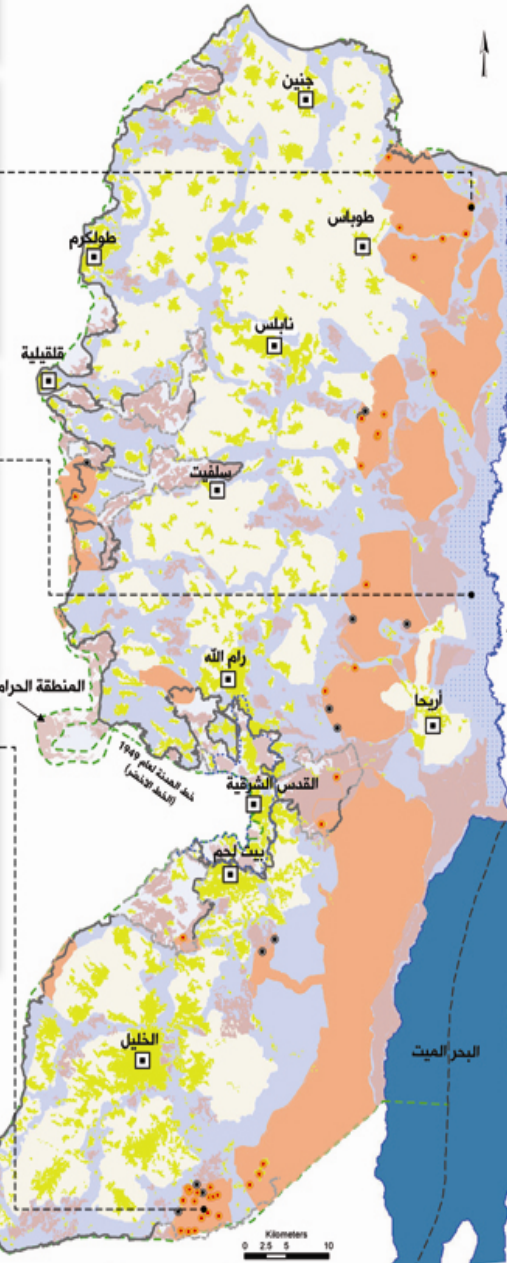 جنين
طوباس
طولكرم
نابلس
قلقيلية
سلفيت
رام الله
المنطقة الحرام
أريحا
خط الهدنة لعام 1949
(الخط الاخضر)
القدس الشرقية
بيت لحم
الخليل
البحر الميت
Kilometers
0 2.5 5 10